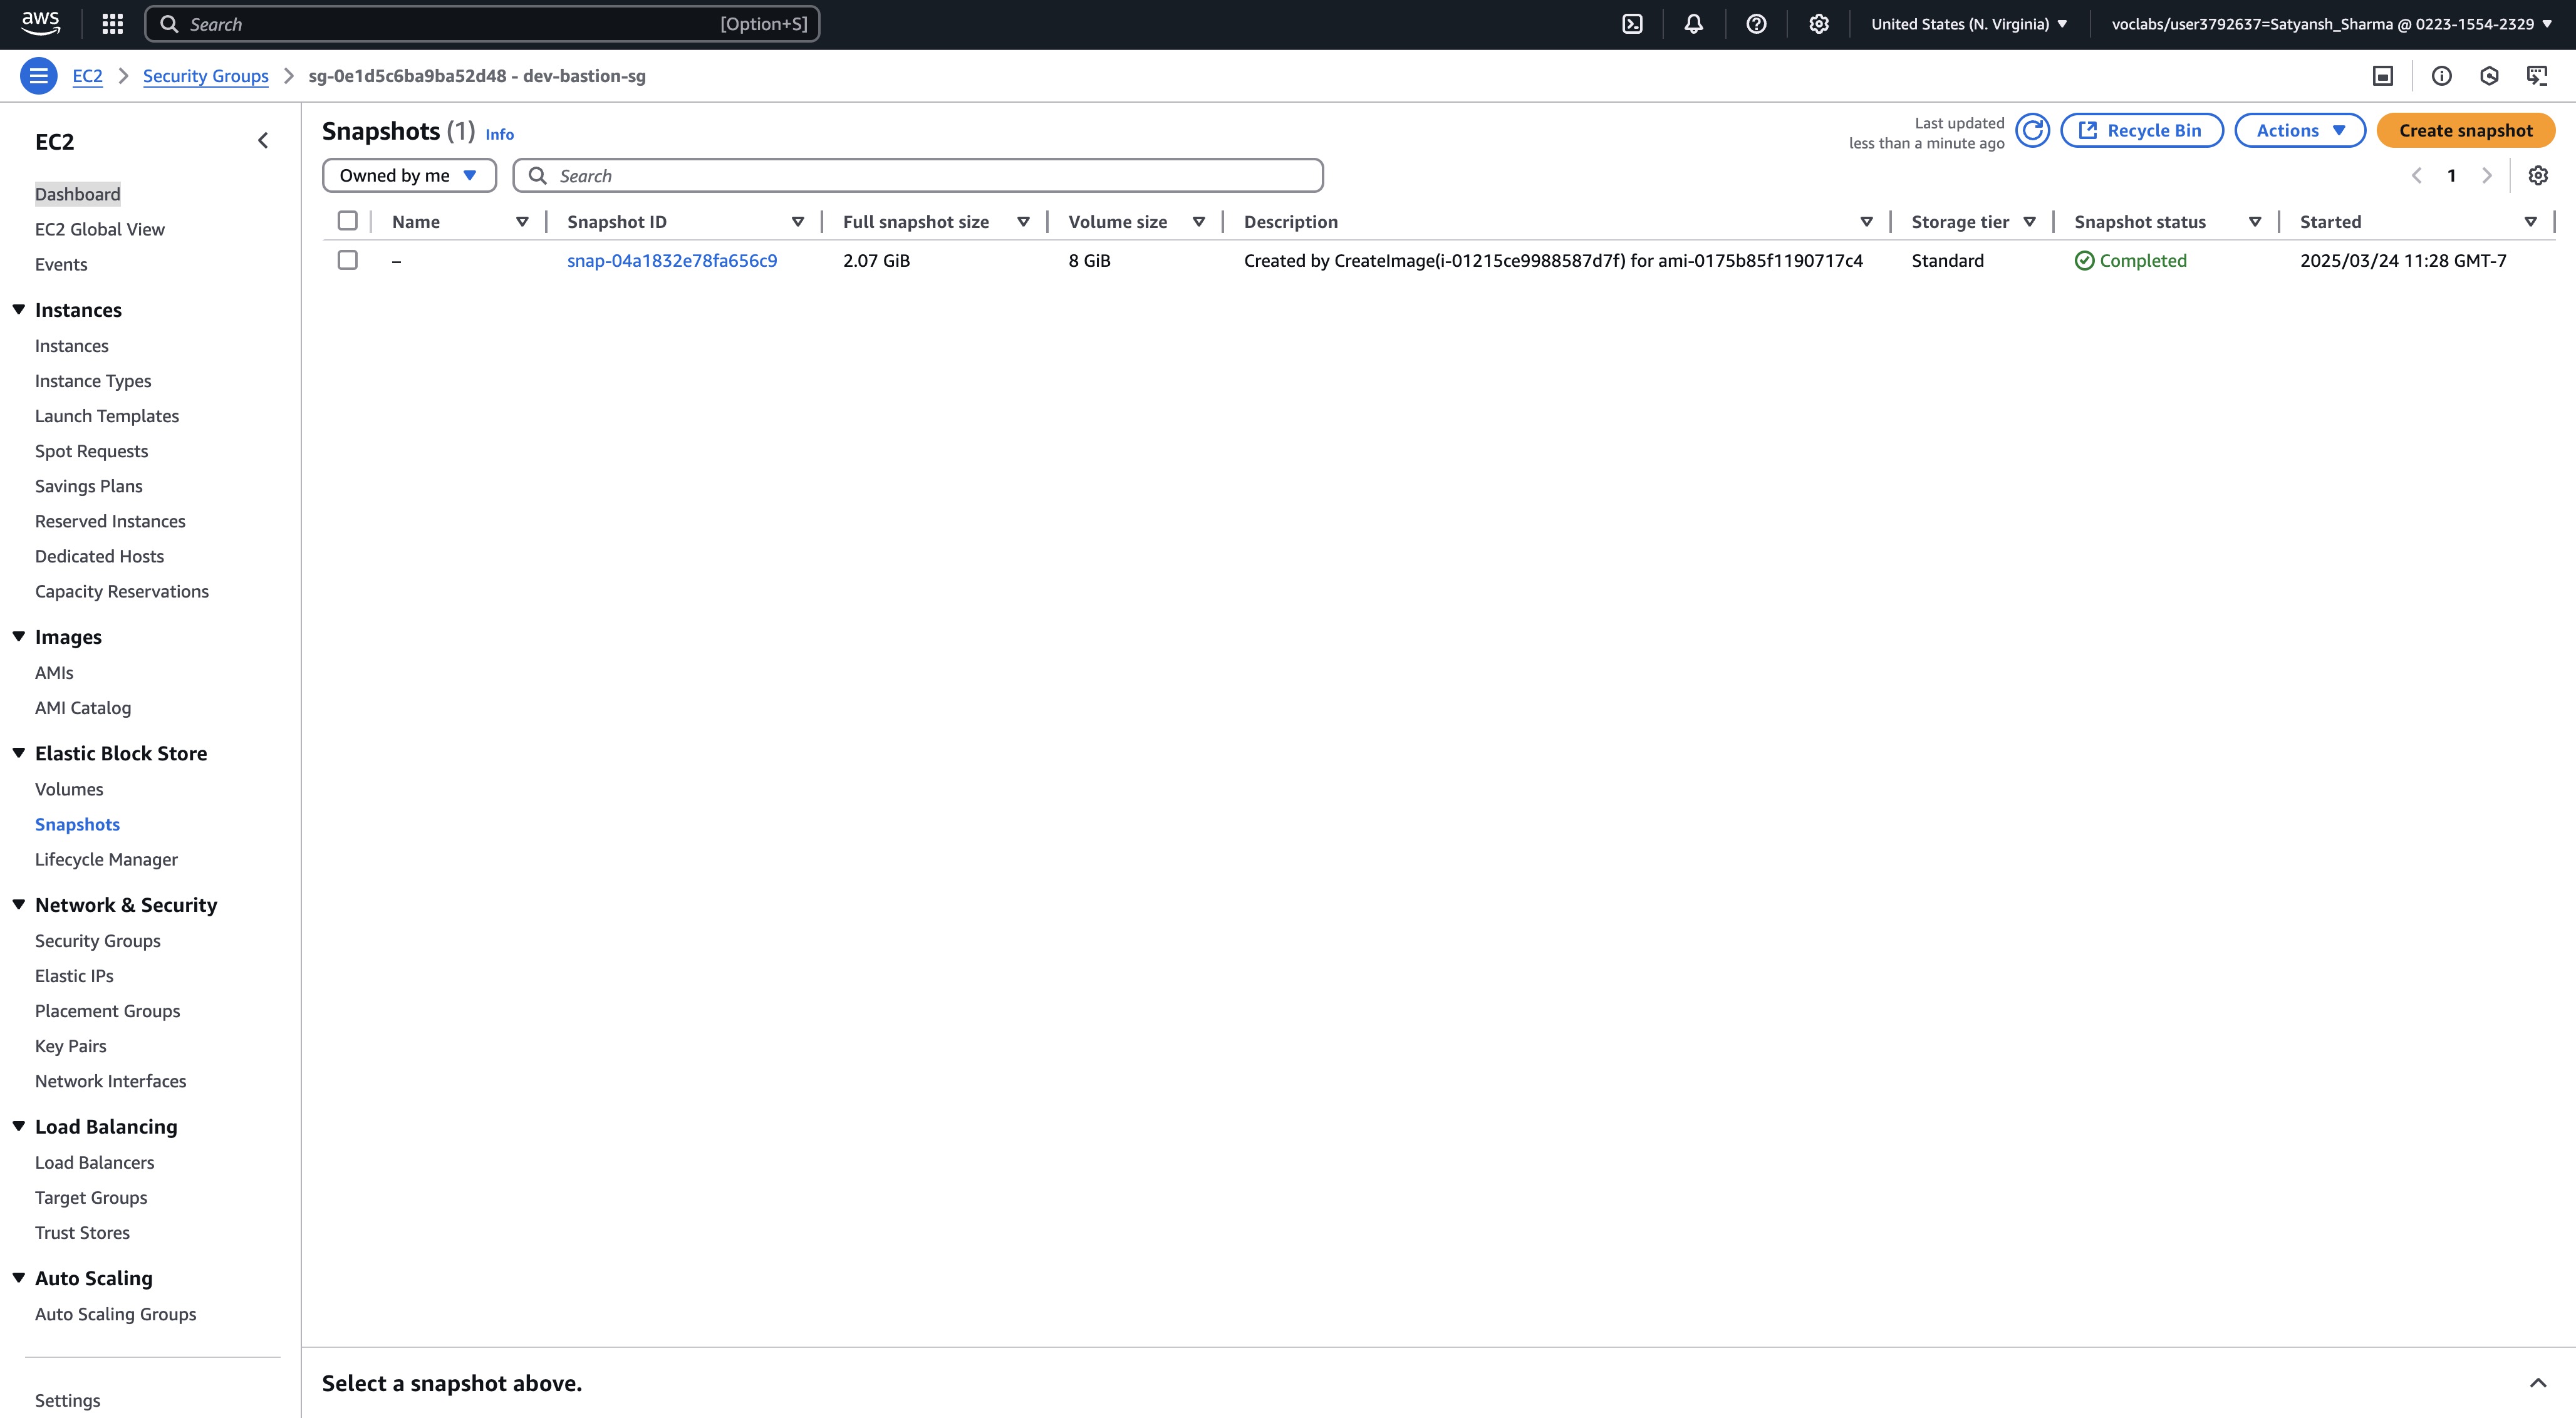 aws Search [Option+S] United States (N. Virginia) voclabs/user3792637=Satyansh_Sharma @ 0223-1554-2329
EC2 Security Groups sg-0e1d5c6ba9ba52d48 - dev-bastion-sg
EC2
Dashboard
EC2 Global View
Events
Instances
Instances
Instance Types
Launch Templates
Spot Requests
Savings Plans
Reserved Instances
Dedicated Hosts
Capacity Reservations
Images
AMIs
AMI Catalog
Elastic Block Store
Volumes
Snapshots
Lifecycle Manager
Network & Security
Security Groups
Elastic IPs
Placement Groups
Key Pairs
Network Interfaces
Load Balancing
Load Balancers
Target Groups
Trust Stores
Auto Scaling
Auto Scaling Groups
Settings
Snapshots (1) Info
Last updated
less than a minute ago
Recycle Bin Actions Create snapshot
Owned by me Search 1
Name Snapshot ID Full snapshot size Volume size Description Storage tier Snapshot status Started
– snap-04a1832e78fa656c9 2.07 GiB 8 GiB Created by CreateImage(i-01215ce9988587d7f) for ami-0175b85f1190717c4 Standard Completed 2025/03/24 11:28 GMT-7
Select a snapshot above.